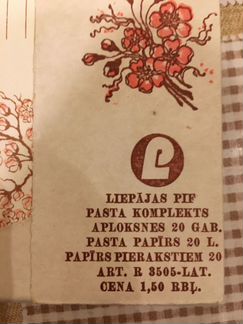 LIEPĀJAS PIF
PASTA KOMPLEKTS
APLOKSNES 20 GAB.
PASTA PAPĪRS 20 L.
PAPĪRS PIERAKSTIEM 20
ART. R 3505-LAT.
CENA 1,50 RBĻ.